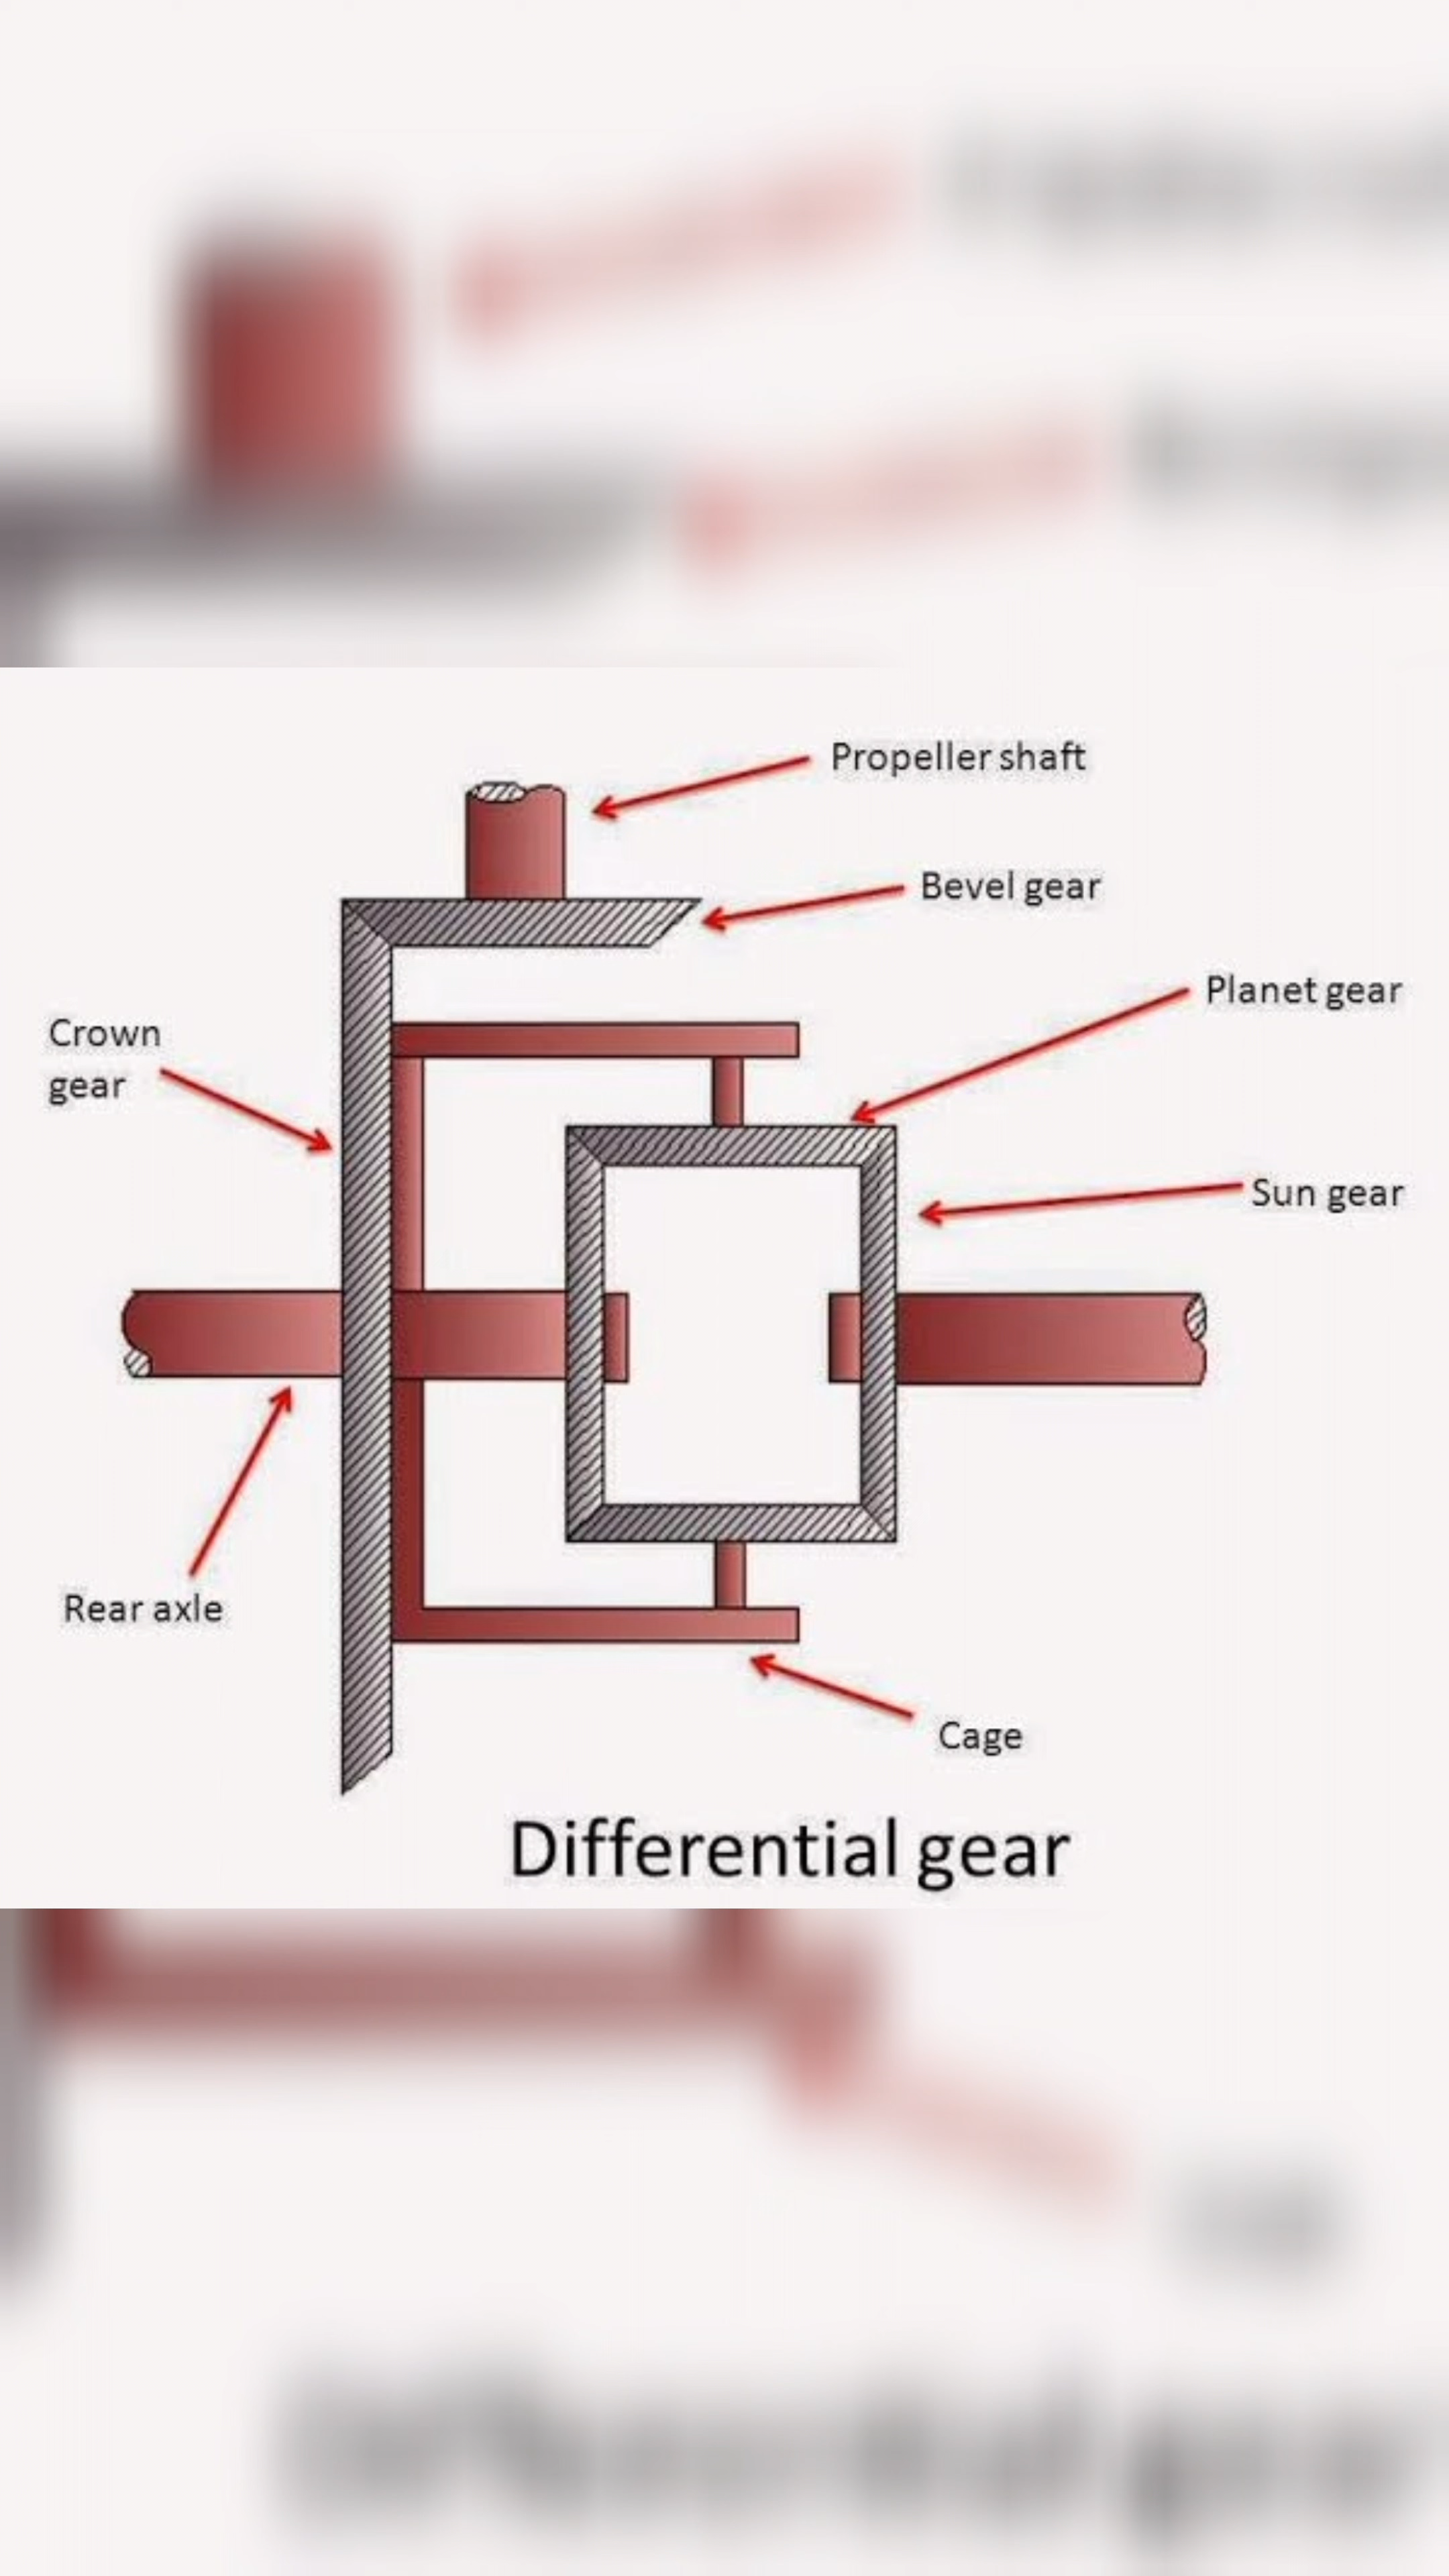 Propeller shaft
Bevel gear
Planet gear
Crown
gear
Sun gear
Rear axle
Cage
Differential gear